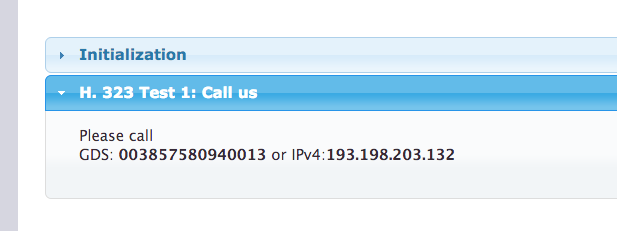 Initialization
H. 323 Test 1: Call us
Please call
GDS: 003857580940013 or IPv4:193.198.203.132